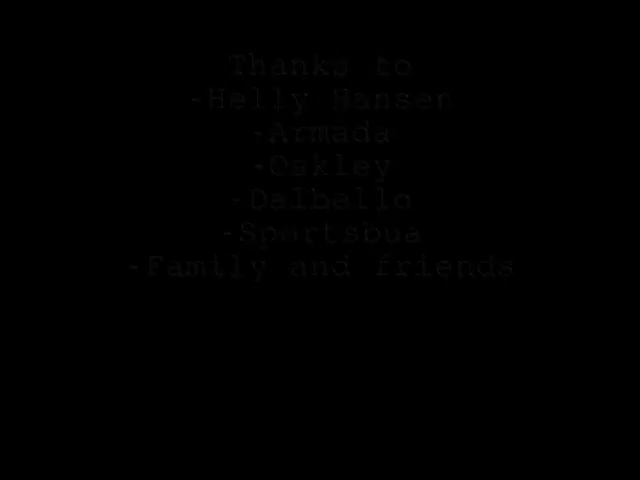 Thanks to
-Helly Hansen
-Armada
-Oakley
-Dalbello
-Sportsbua
-Family and friends